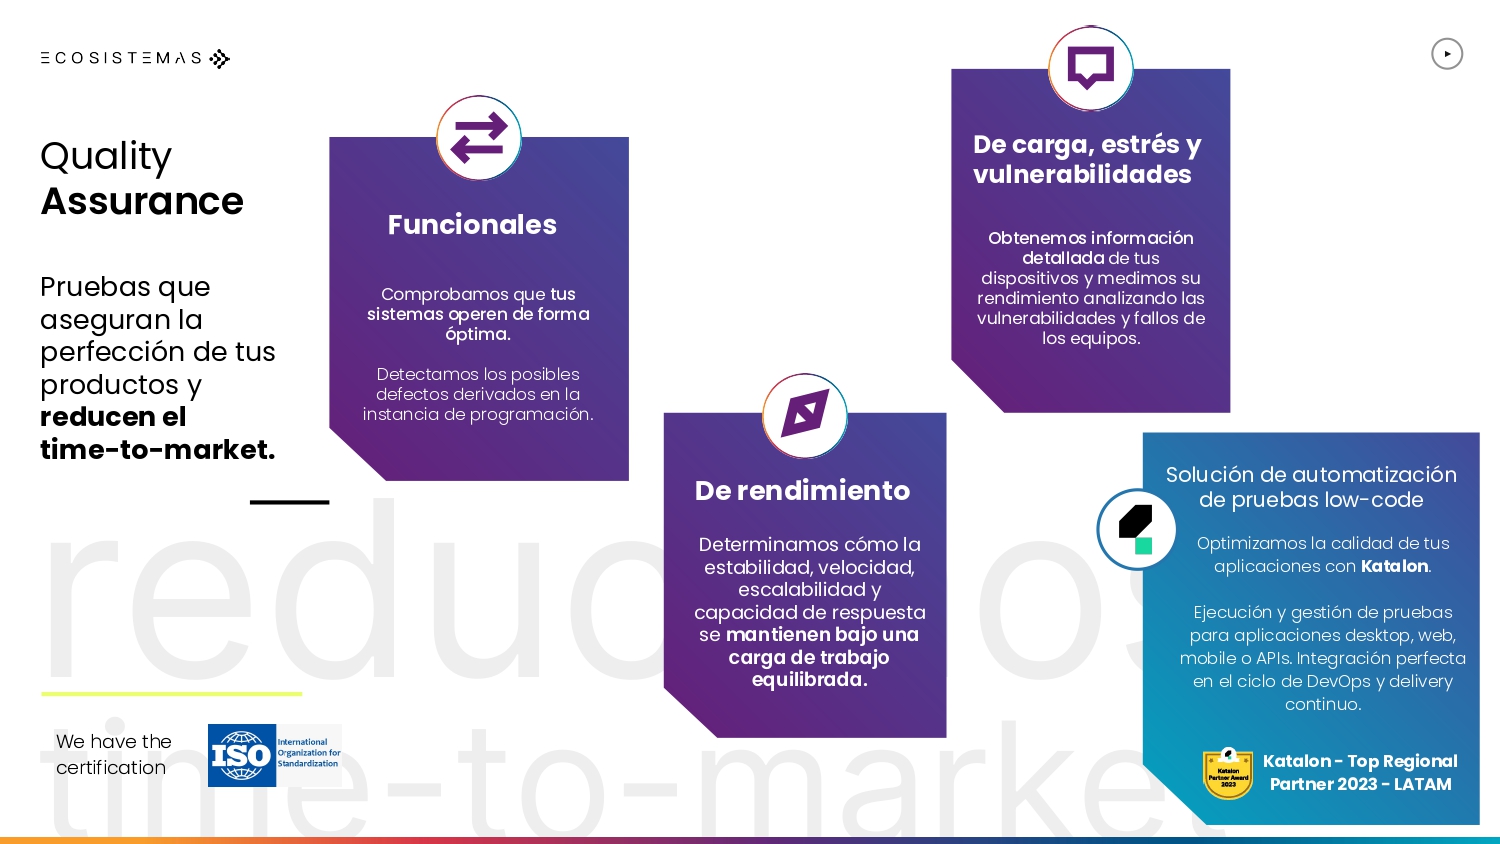 ECOSISTEMAS
Quality
Assurance
Pruebas que
aseguran la
perfección de tus
productos y
reducen el
time-to-market.
Funcionales
Comprobamos que tus
sistemas operen de forma
óptima.
Detectamos los posibles
defectos derivados en la
instancia de programación.
De rendimiento
Determinamos cómo la
estabilidad, velocidad,
escalabilidad y
capacidad de respuesta
se mantienen bajo una
carga de trabajo
equilibrada.
De carga, estrés y
vulnerabilidades
Obtenemos información
detallada de tus
dispositivos y medimos su
rendimiento analizando las
vulnerabilidades y fallos de
los equipos.
Solución de automatización
de pruebas low-code
Optimizamos la calidad de tus
aplicaciones con Katalon.
Ejecución y gestión de pruebas
para aplicaciones desktop, web,
mobile o APIs. Integración perfecta
en el ciclo de DevOps y delivery
continuo.
Katalon
Partner Award
2023
Katalon - Top Regional
Partner 2023 - LATAM
We have the
certification
ISO
International
Organization for
Standardization
time-to-market